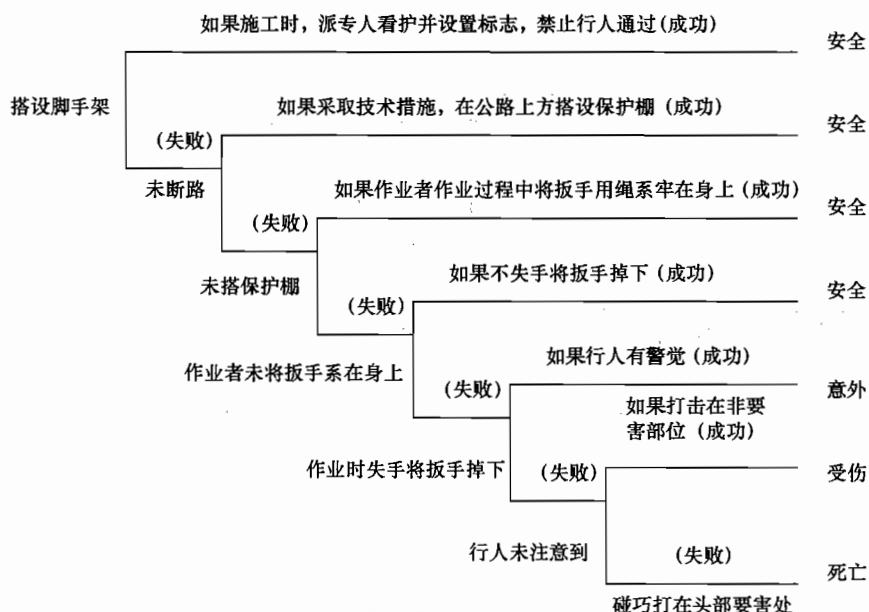 如果施工时，派专人看护并设置标志，禁止行人通过(成功)
安全
搭设脚手架
如果采取技术措施，在公路上方搭设保护棚 (成功)
安全
(失败)
未断路
如果作业者作业过程中将扳手用绳系牢在身上 (成功)
安全
(失败)
未搭保护棚
如果不失手将扳手掉下 (成功)
安全
(失败)
作业者未将扳手系在身上
如果行人有警觉 (成功)
意外
(失败)
如果打击在非要
害部位 (成功)
作业时失手将扳手掉下
(失败)
受伤
行人未注意到
(失败)
死亡
碰巧打在头部要害处